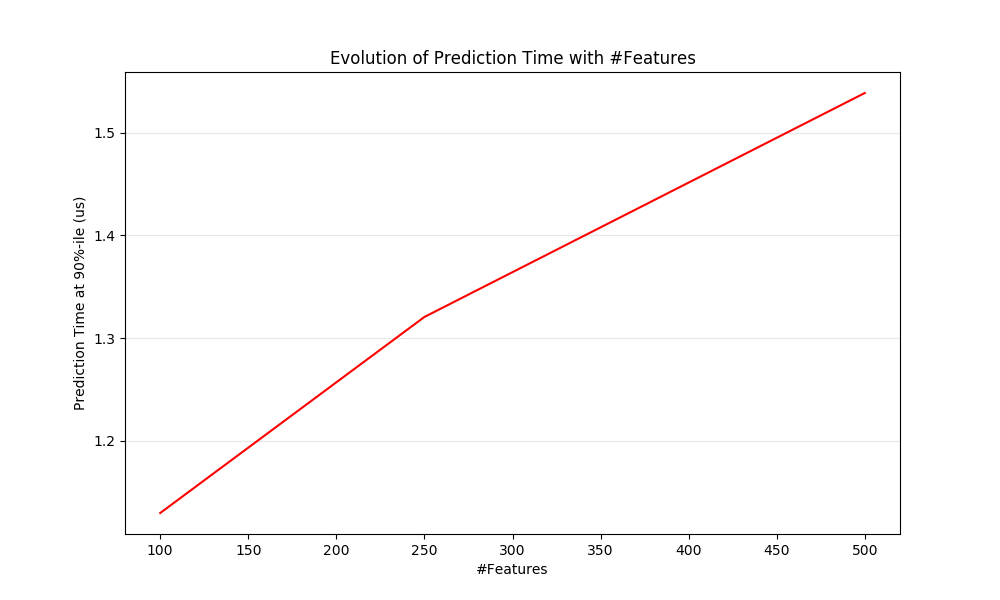 Evolution of Prediction Time with #Features
Prediction Time at 90%-ile (us)
1.5
1.4
1.3
1.2
100 150 200 250 300 350 400 450 500
#Features